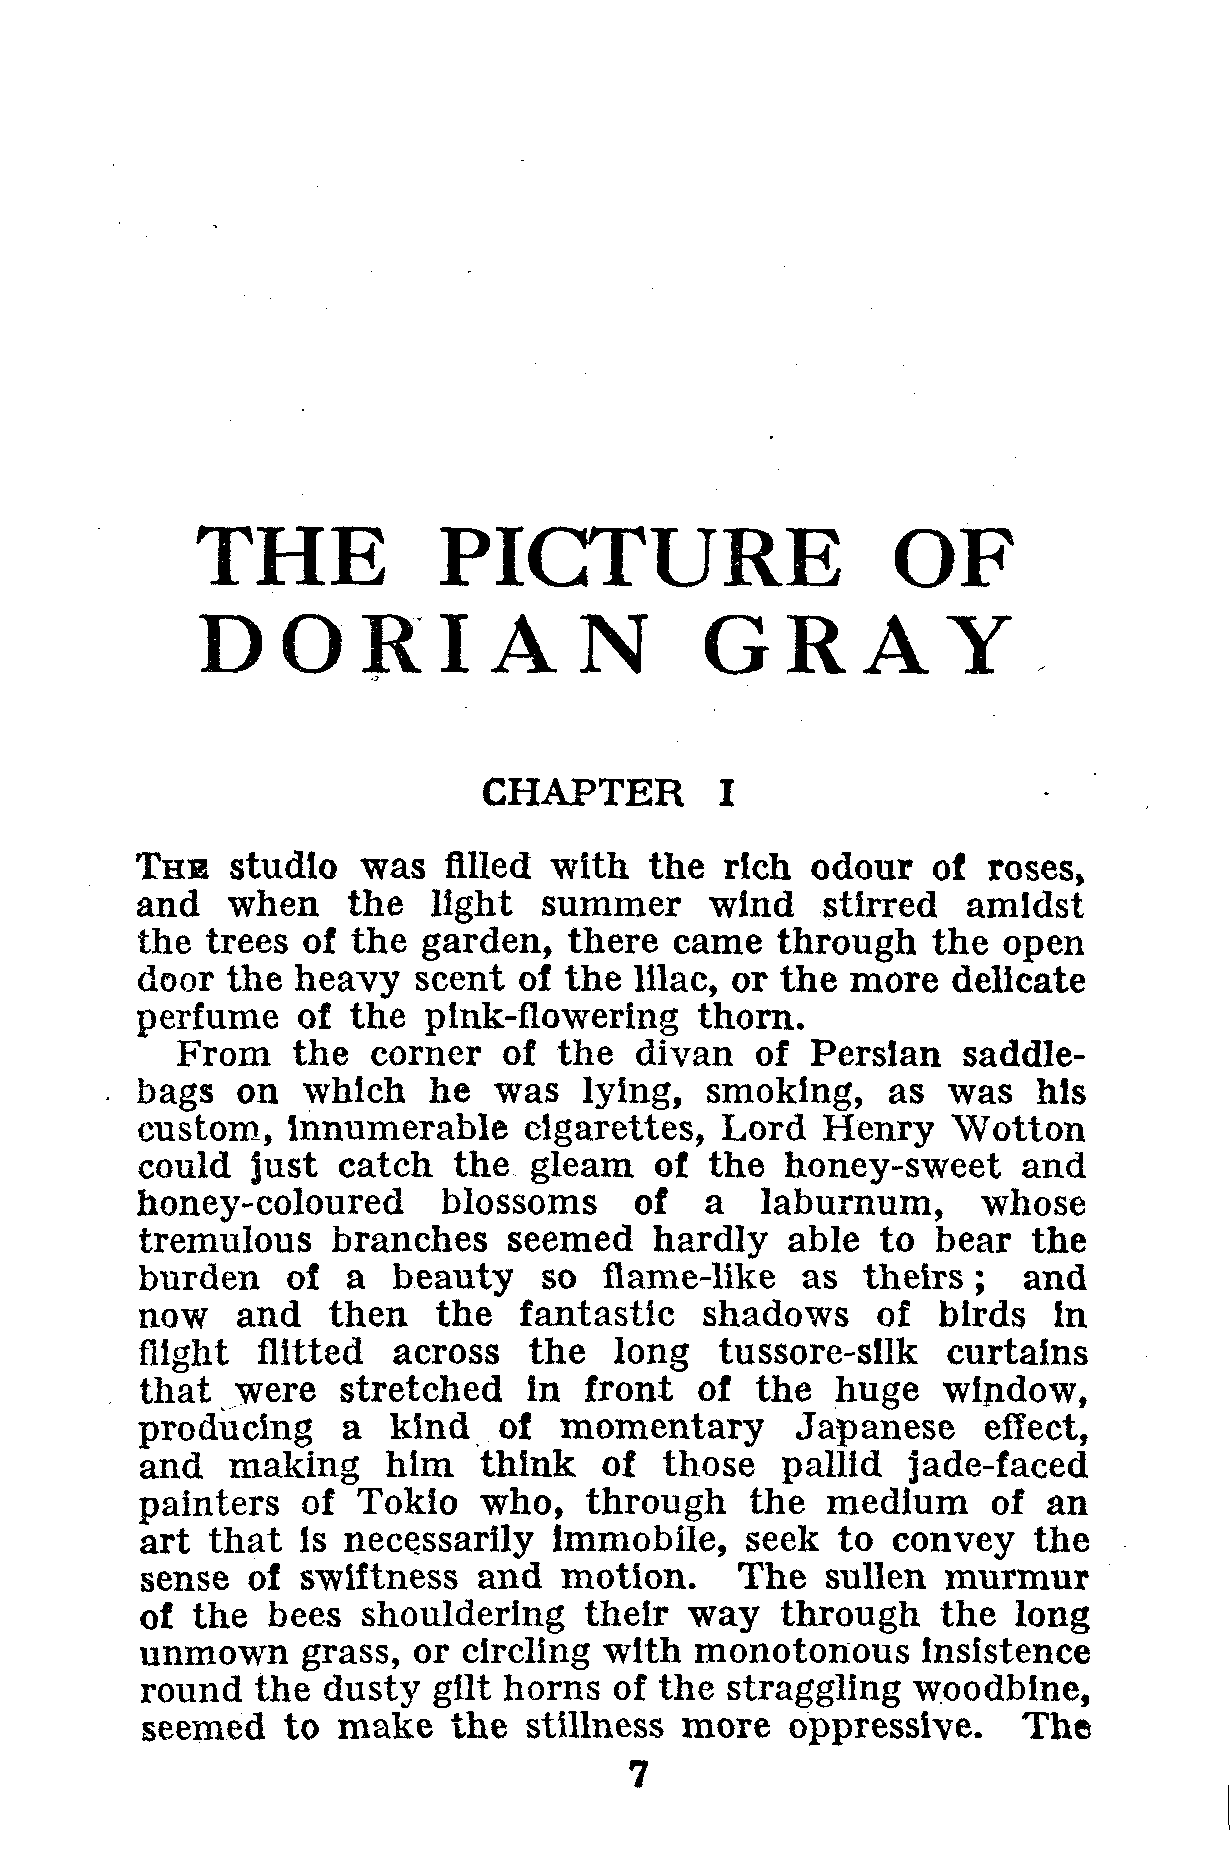 THE PICTURE OF
DORIAN GRAY
CHAPTER I
THE studio was filled with the rich odour of roses,
and when the light summer wind stirred amidst
the trees of the garden, there came through the open
door the heavy scent of the lilac, or the more delicate
perfume of the pink-flowering thorn.
From the corner of the divan of Persian saddle-
bags on which he was lying, smoking, as was his
custom, innumerable cigarettes, Lord Henry Wotton
could just catch the gleam of the honey-sweet and
honey-coloured blossoms of a laburnum, whose
tremulous branches seemed hardly able to bear the
burden of a beauty so flame-like as theirs ; and
now and then the fantastic shadows of birds in
flight flitted across the long tussore-silk curtains
that were stretched in front of the huge window,
producing a kind of momentary Japanese effect,
and making him think of those pallid jade-faced
painters of Tokio who, through the medium of an
art that is necessarily immobile, seek to convey the
sense of swiftness and motion. The sullen murmur
of the bees shouldering their way through the long
unmown grass, or circling with monotonous insistence
round the dusty gilt horns of the straggling woodbine,
seemed to make the stillness more oppressive. The
7